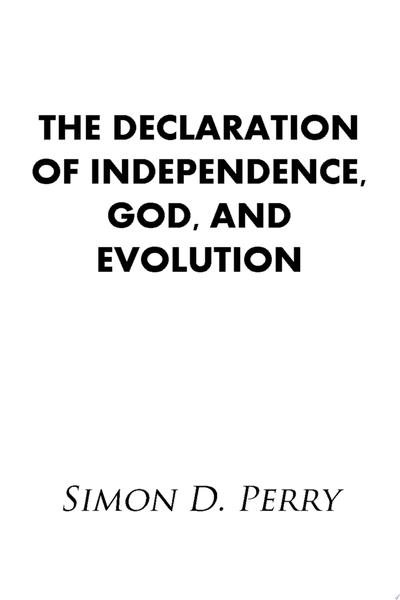 THE DECLARATION
OF INDEPENDENCE,
GOD, AND
EVOLUTION
SIMON D. PERRY